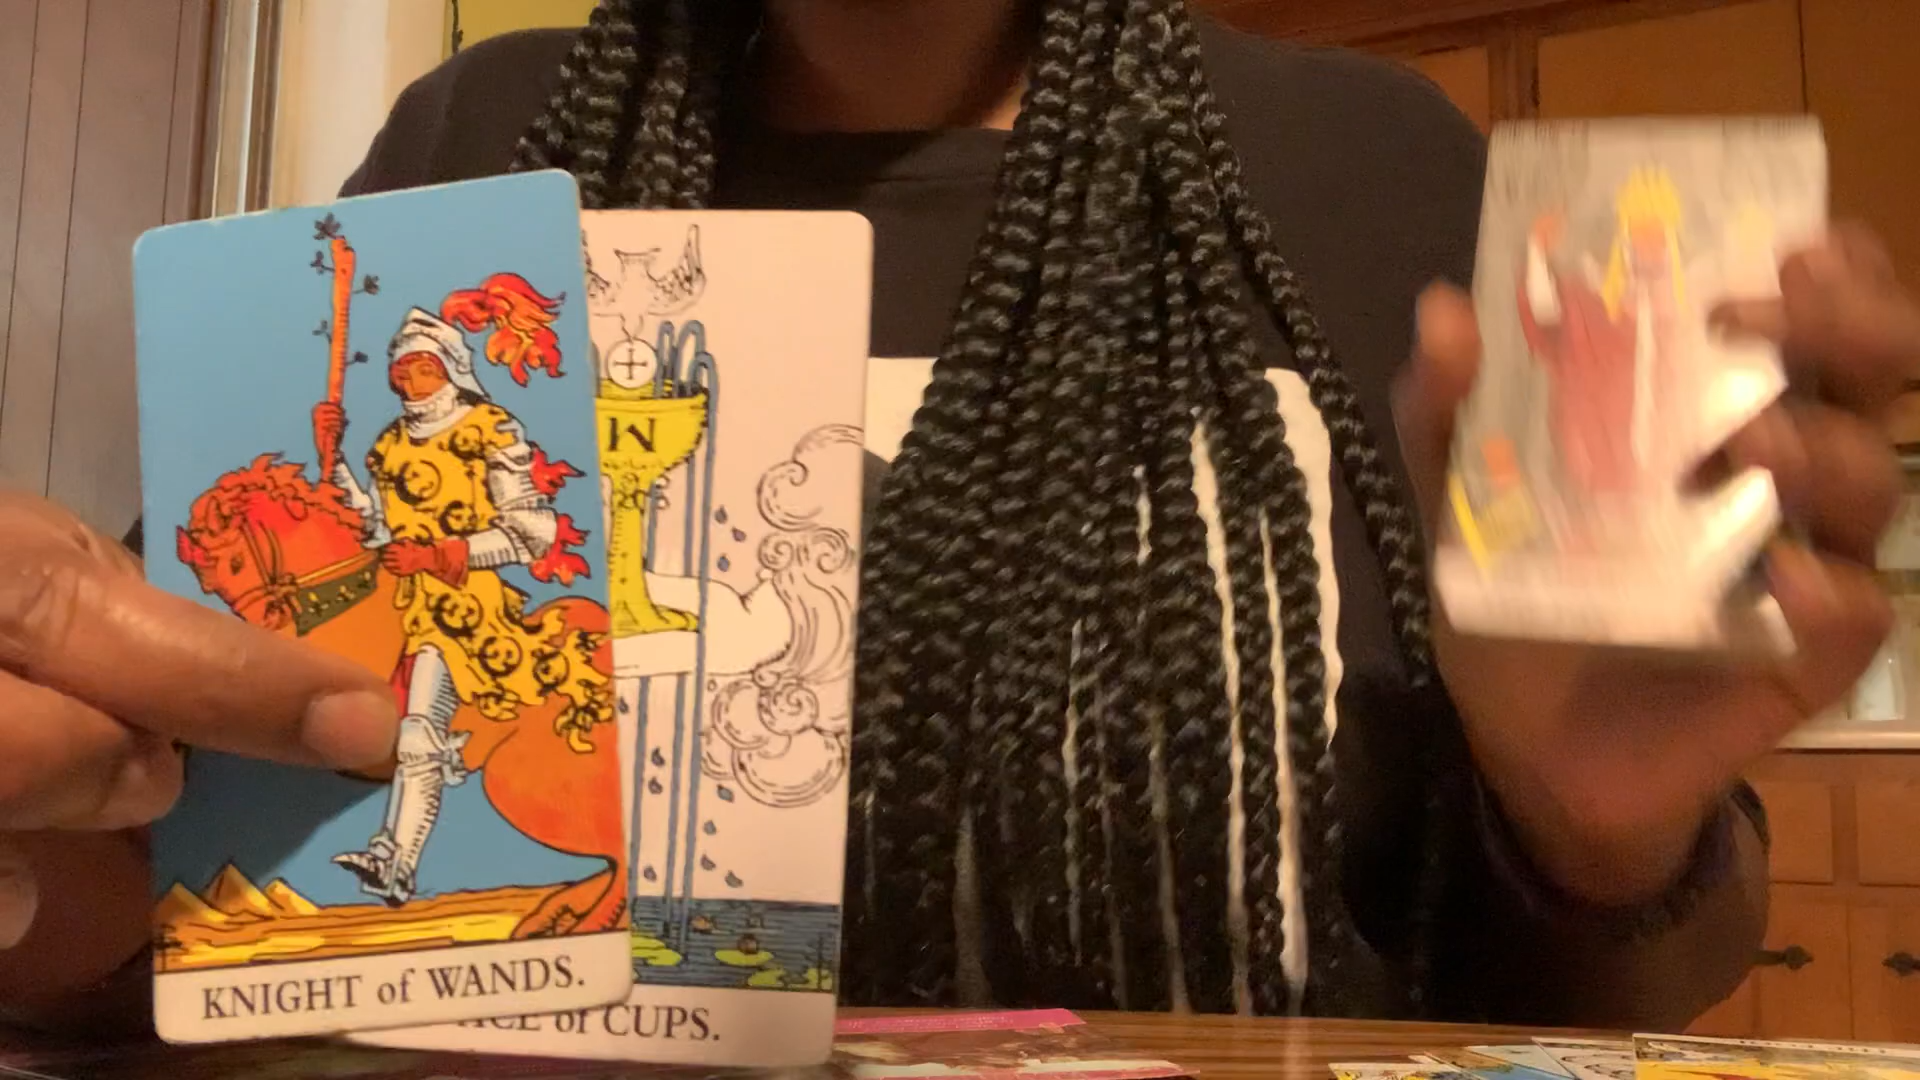 W
KNIGHT of WANDS.
ACE of CUPS.